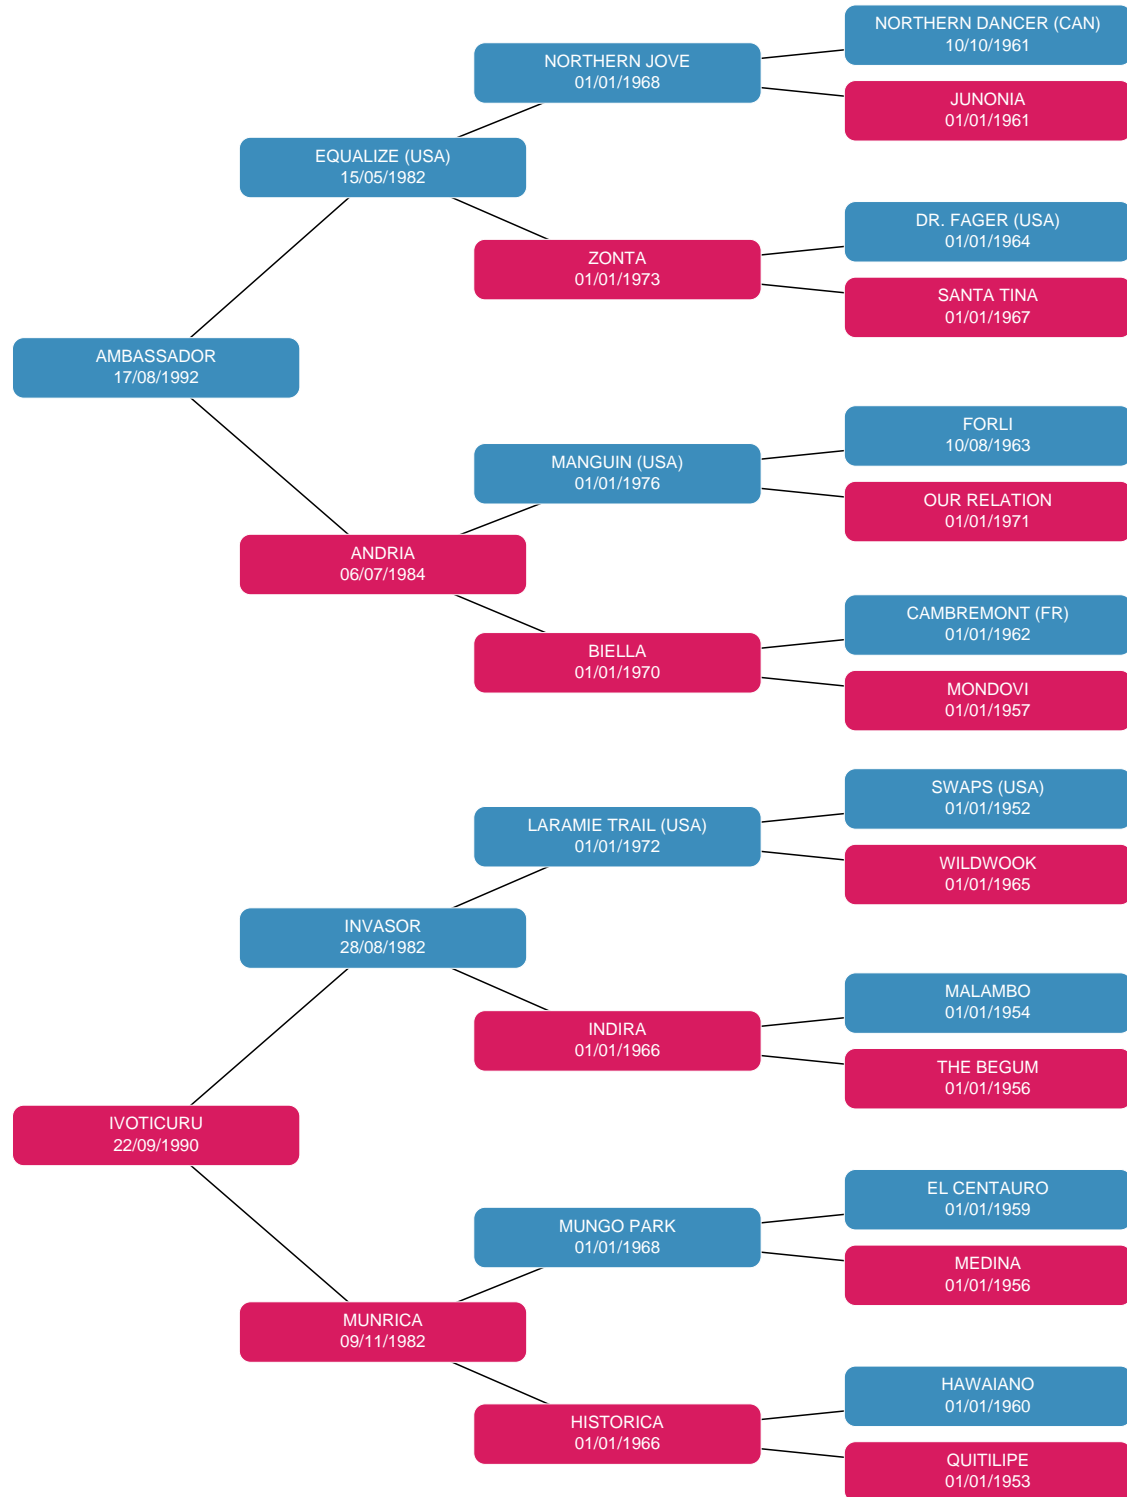 NORTHERN DANCER (CAN)
10/10/1961
NORTHERN JOVE
01/01/1968
JUNONIA
01/01/1961
EQUALIZE (USA)
15/05/1982
DR. FAGER (USA)
01/01/1964
ZONTA
01/01/1973
SANTA TINA
01/01/1967
AMBASSADOR
17/08/1992
FORLI
10/08/1963
MANGUIN (USA)
01/01/1976
OUR RELATION
01/01/1971
ANDRIA
06/07/1984
CAMBREMONT (FR)
01/01/1962
BIELLA
01/01/1970
MONDOVI
01/01/1957
SWAPS (USA)
01/01/1952
LARAMIE TRAIL (USA)
01/01/1972
WILDWOOK
01/01/1965
INVASOR
28/08/1982
MALAMBO
01/01/1954
INDIRA
01/01/1966
THE BEGUM
01/01/1956
IVOTICURU
22/09/1990
EL CENTAURO
01/01/1959
MUNGO PARK
01/01/1968
MEDINA
01/01/1956
MUNRICA
09/11/1982
HAWAIANO
01/01/1960
HISTORICA
01/01/1966
QUITILIPE
01/01/1953